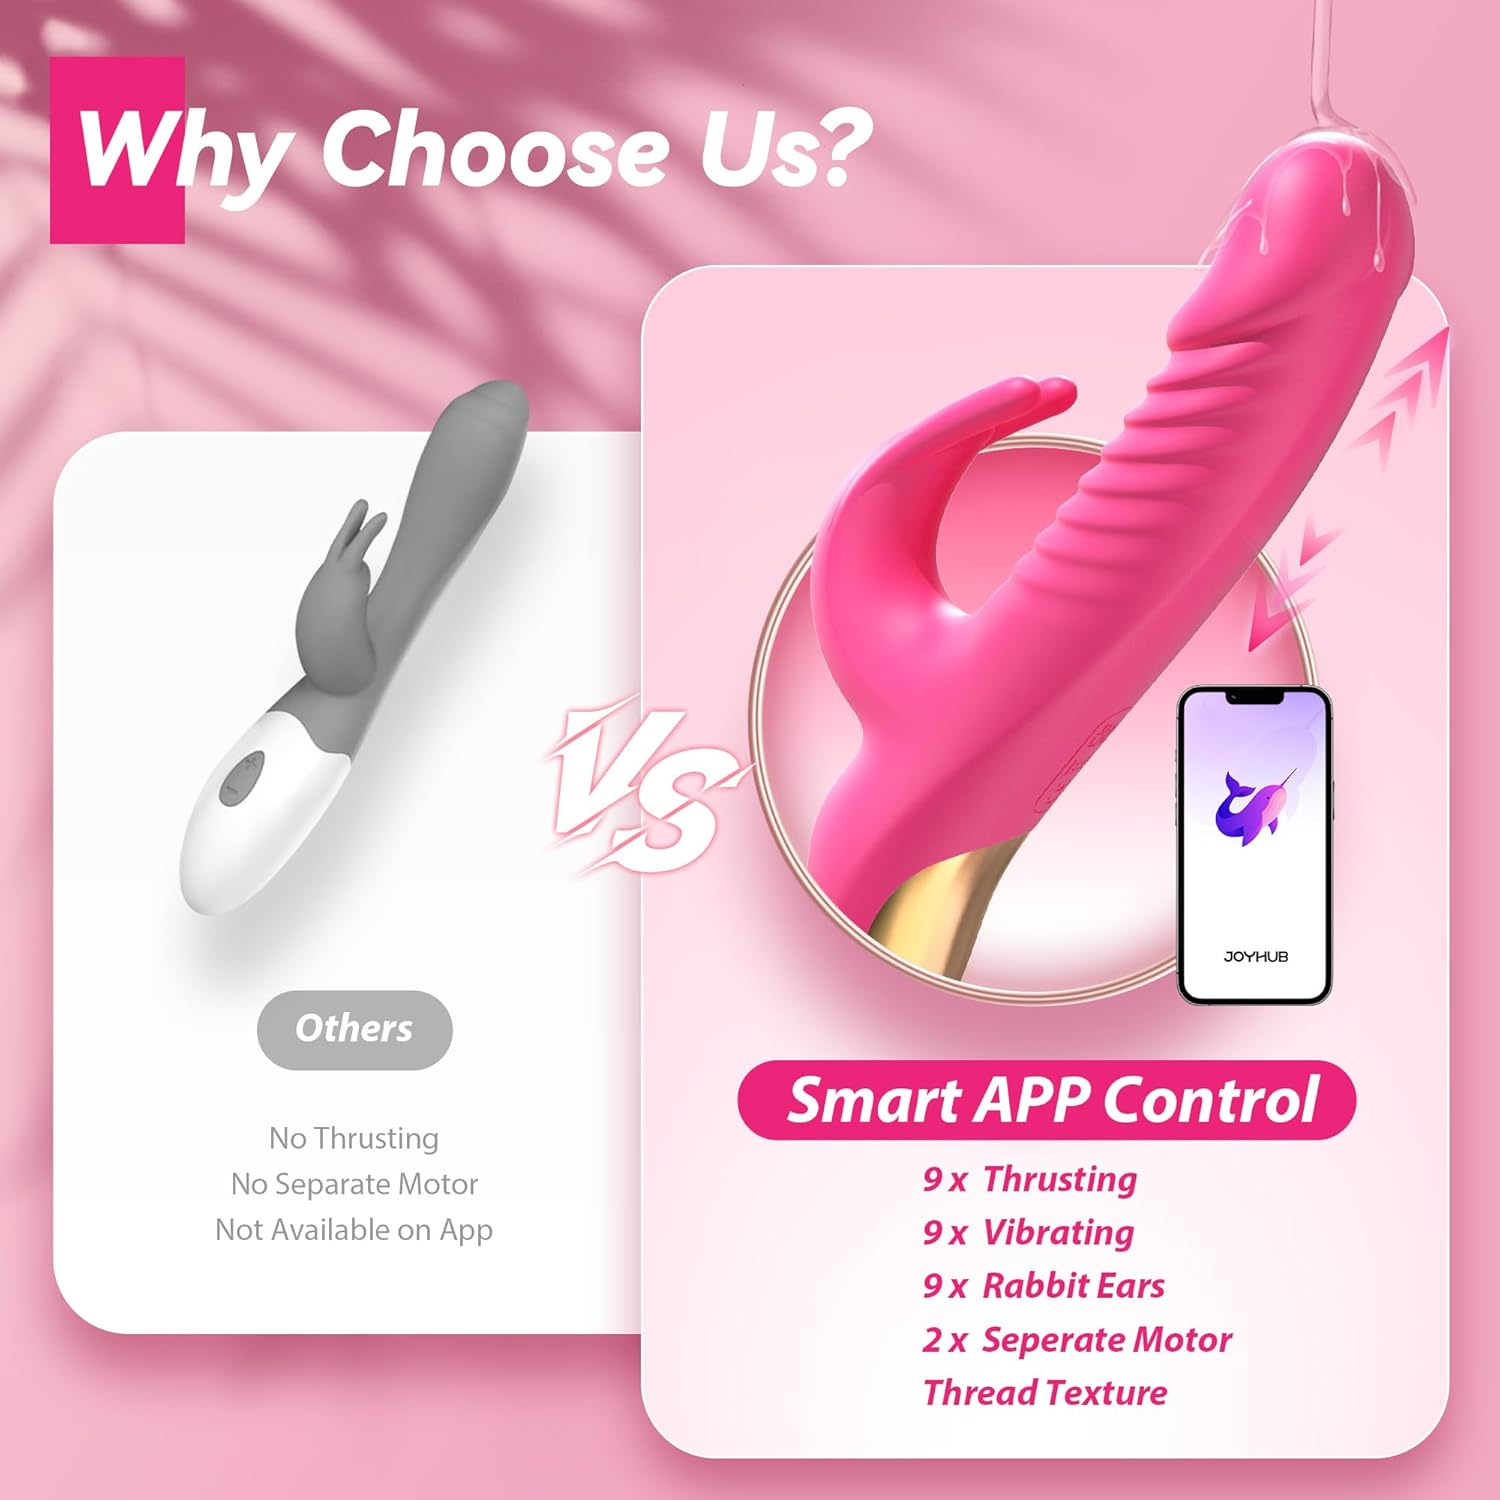 Why Choose Us?
VS
JOYHUB
Others
No Thrusting
No Separate Motor
Not Available on App
Smart APP Control
9 x Thrusting
9 x Vibrating
9 x Rabbit Ears
2 x Seperate Motor
Thread Texture